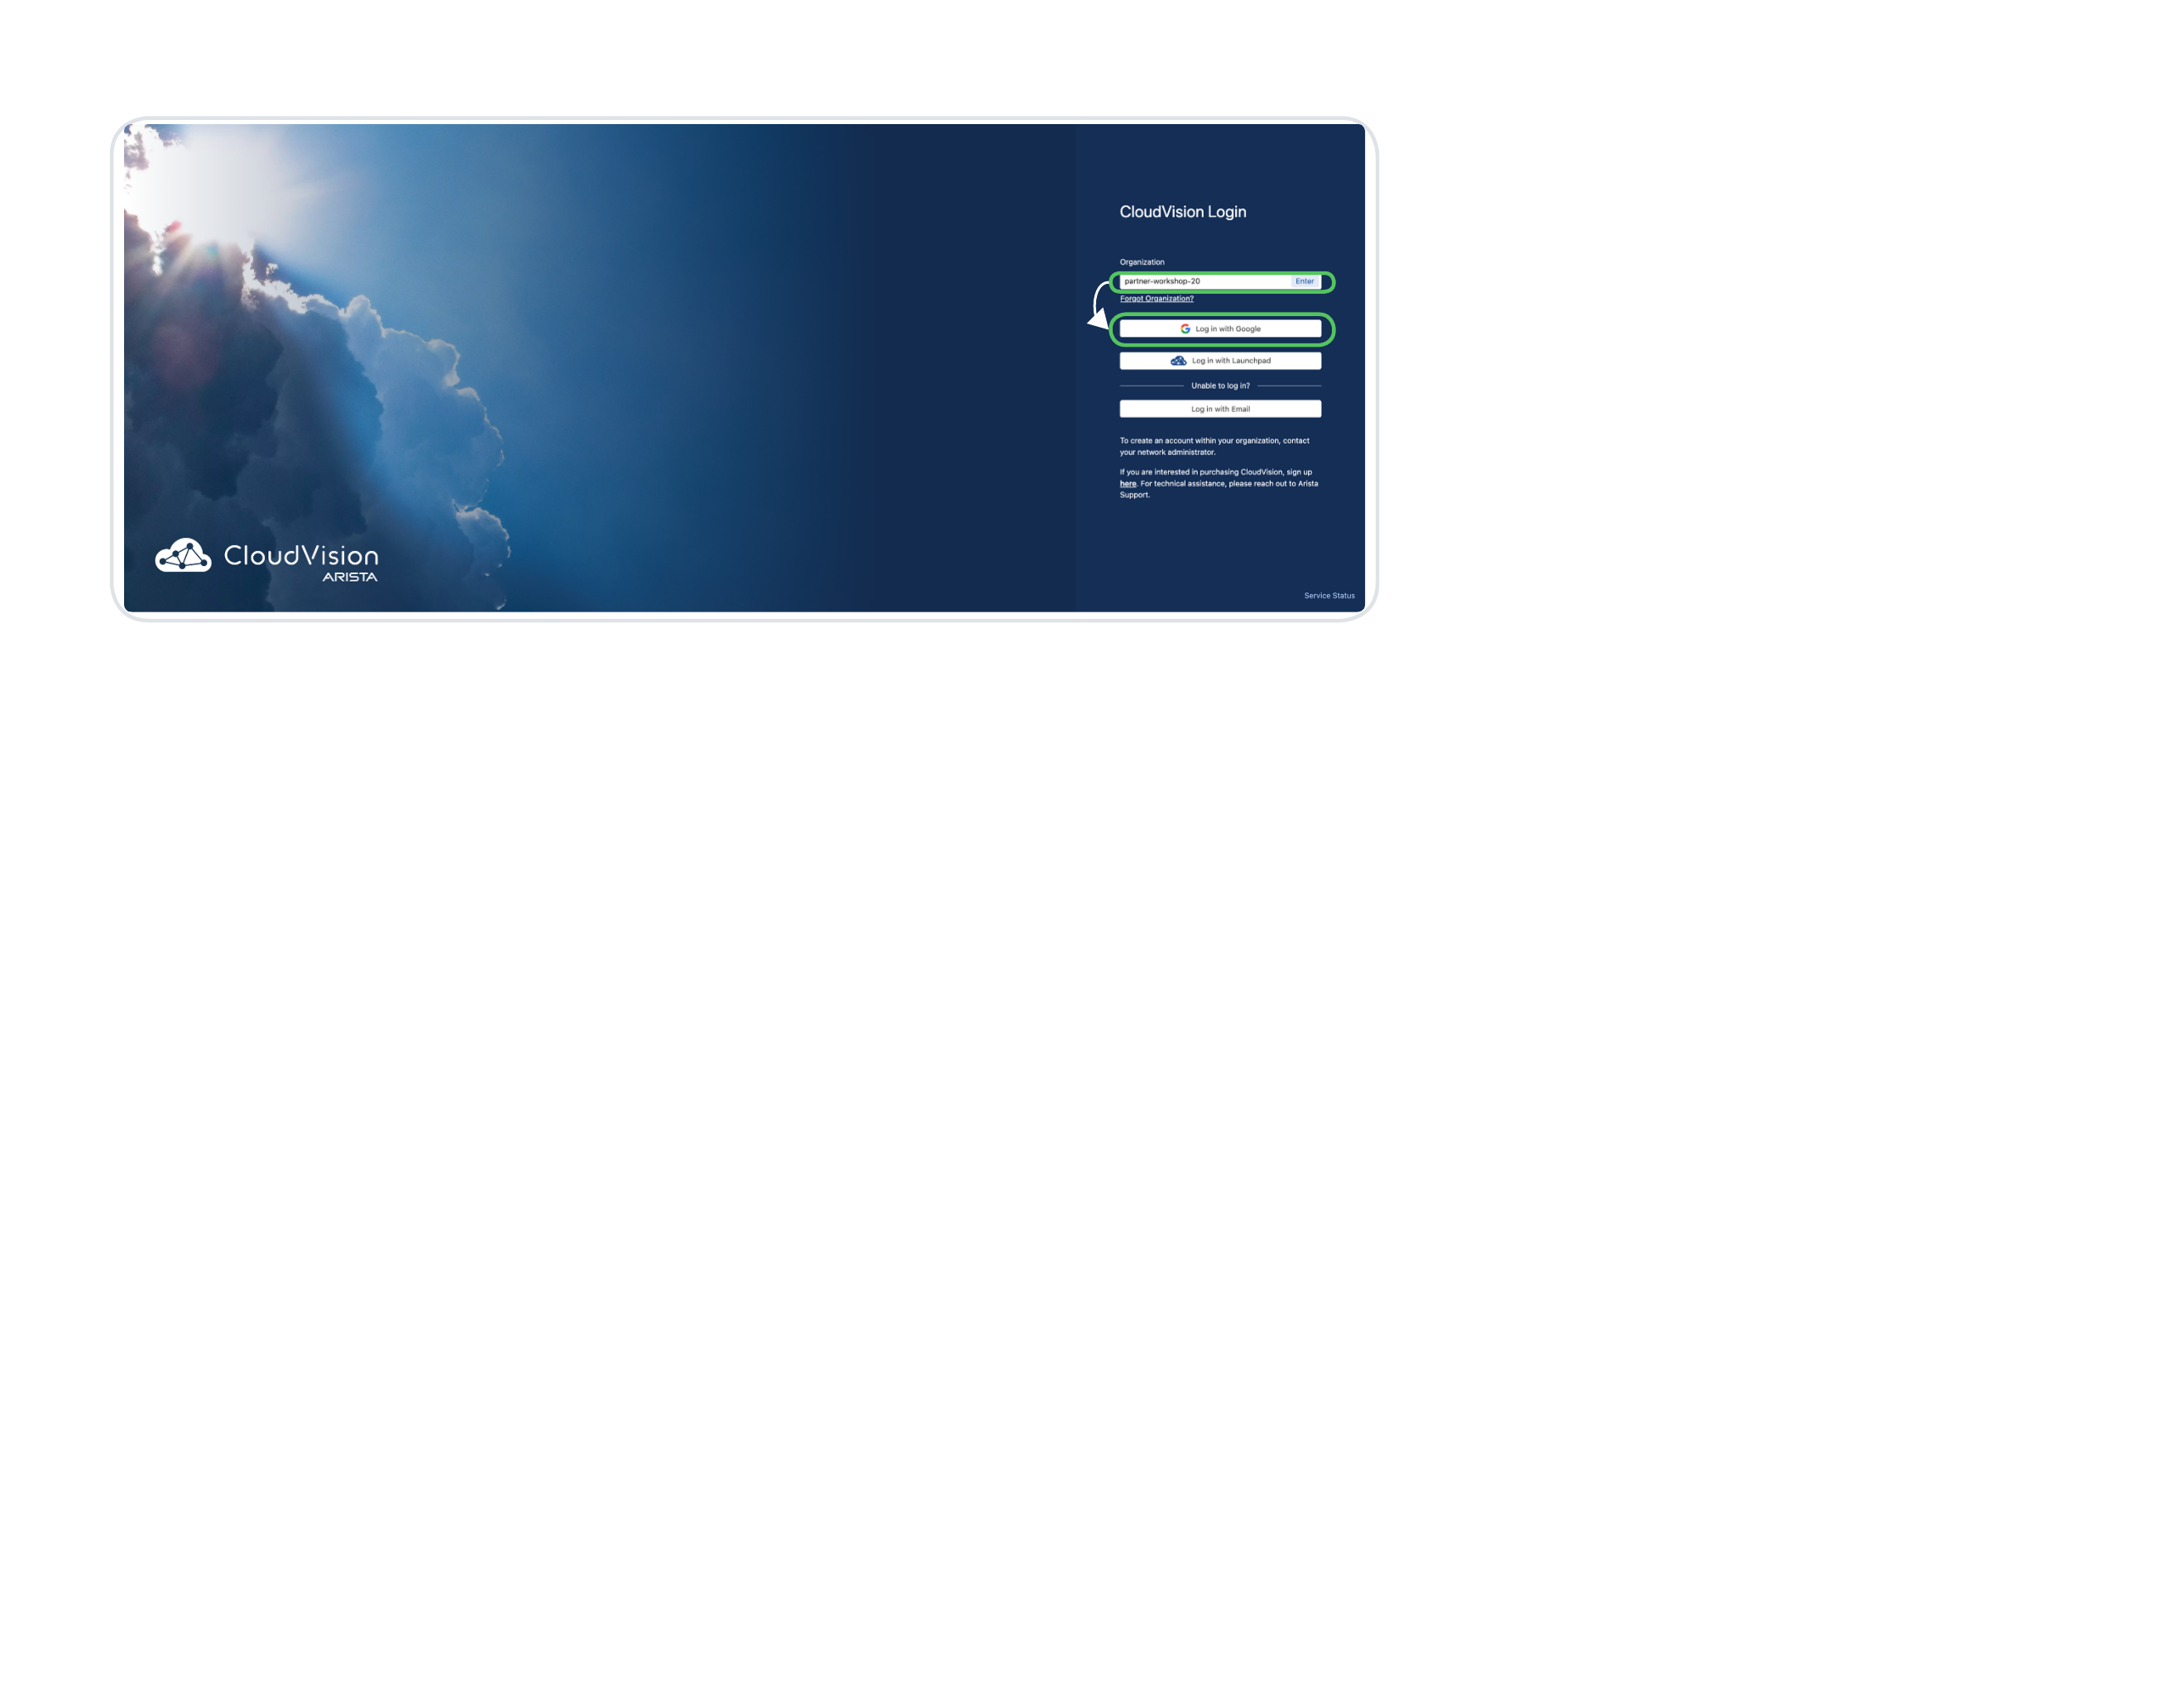 CloudVision Login
Organization
partner-workshop-20 Enter
Forgot Organization?
Log in with Google
Log in with Launchpad
Unable to log in?
Log in with Email
To create an account within your organization, contact
your network administrator.
If you are interested in purchasing CloudVision, sign up
here. For technical assistance, please reach out to Arista
Support.
CloudVision
ARISTA
Service Status